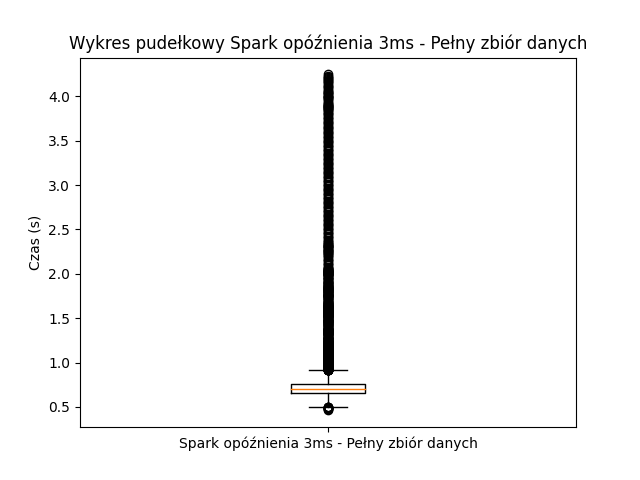 Wykres pudełkowy Spark opóźnienia 3ms - Pełny zbiór danych
Czas (s)
4.0
3.5
3.0
2.5
2.0
1.5
1.0
0.5
Spark opóźnienia 3ms - Pełny zbiór danych